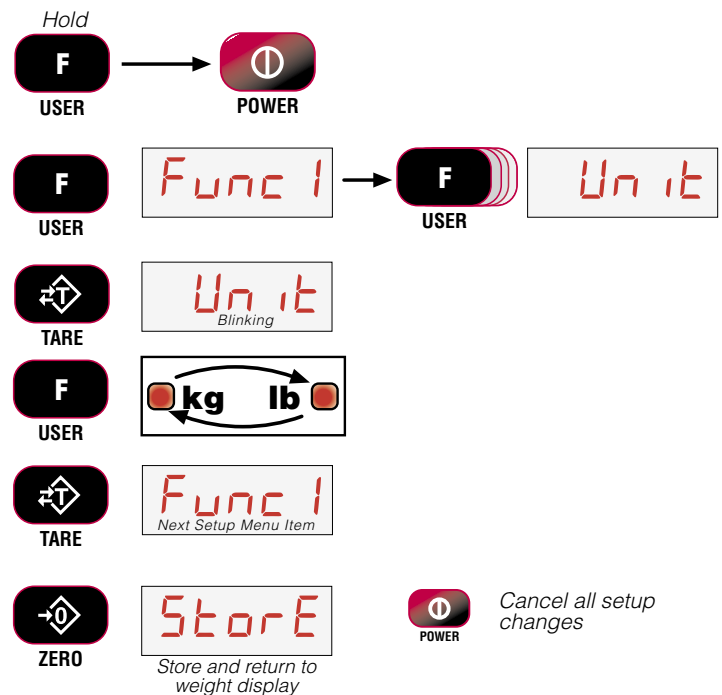 Hold
F
USER
POWER
F
USER
Func 1
F
USER
Unit
T
TARE
Unit
Blinking
F
USER
kg lb
T
TARE
Func 1
Next Setup Menu Item
0
ZERO
StorE
Store and return to
weight display
POWER
Cancel all setup
changes